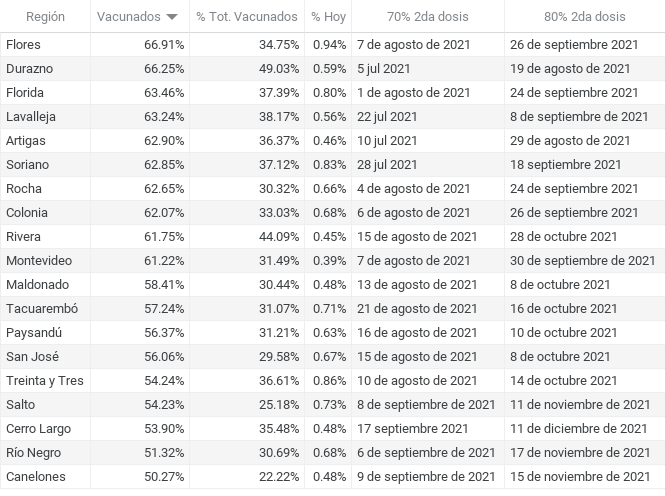 Región Vacunados % Tot. Vacunados % Hoy 70% 2da dosis 80% 2da dosis
Flores 66.91% 34.75% 0.94% 7 de agosto de 2021 26 de septiembre 2021
Durazno 66.25% 49.03% 0.59% 5 jul 2021 19 de agosto de 2021
Florida 63.46% 37.39% 0.80% 1 de agosto de 2021 24 de septiembre 2021
Lavalleja 63.24% 38.17% 0.56% 22 jul 2021 8 de septiembre de 2021
Artigas 62.90% 36.37% 0.46% 10 jul 2021 29 de agosto de 2021
Soriano 62.85% 37.12% 0.83% 28 jul 2021 18 septiembre 2021
Rocha 62.65% 30.32% 0.66% 4 de agosto de 2021 24 de septiembre 2021
Colonia 62.07% 33.03% 0.68% 6 de agosto de 2021 26 de septiembre 2021
Rivera 61.75% 44.09% 0.45% 15 de agosto de 2021 28 de octubre 2021
Montevideo 61.22% 31.49% 0.39% 7 de agosto de 2021 30 de septiembre de 2021
Maldonado 58.41% 30.44% 0.48% 13 de agosto de 2021 8 de octubre 2021
Tacuarembó 57.24% 31.07% 0.71% 21 de agosto de 2021 16 de octubre 2021
Paysandú 56.37% 31.21% 0.63% 16 de agosto de 2021 10 de octubre 2021
San José 56.06% 29.58% 0.67% 15 de agosto de 2021 8 de octubre 2021
Treinta y Tres 54.24% 36.61% 0.86% 10 de agosto de 2021 14 de octubre 2021
Salto 54.23% 25.18% 0.73% 8 de septiembre de 2021 11 de noviembre de 2021
Cerro Largo 53.90% 35.48% 0.48% 17 septiembre 2021 11 de diciembre de 2021
Río Negro 51.32% 30.69% 0.68% 6 de septiembre de 2021 17 de noviembre de 2021
Canelones 50.27% 22.22% 0.48% 9 de septiembre de 2021 15 de noviembre de 2021